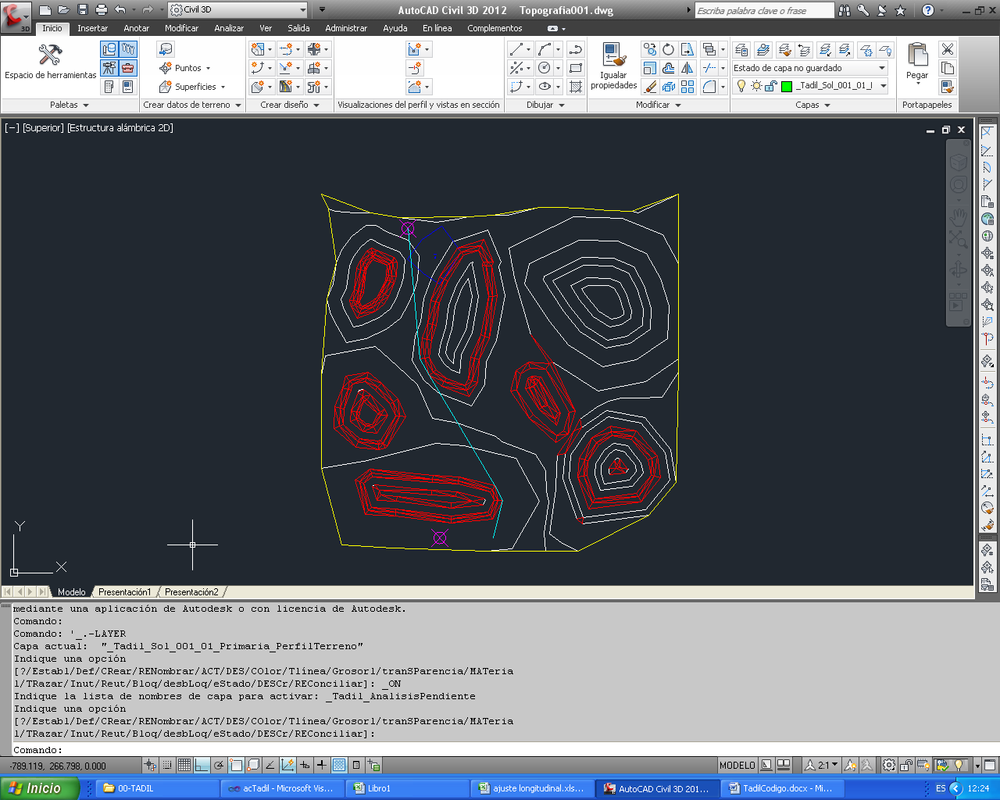 Civil 3D
AutoCAD Civil 3D 2012 Topografia001.dwg
Escriba palabra clave o frase
3D
Inicio Insertar Anotar Modificar Analizar Ver Salida Administrar Ayuda En línea Complementos
Espacio de herramientas
Puntos
Superficies
Igualar propiedades
Estado de capa no guardado
_Tadil_Sol_001_01_I
Pegar
Paletas Crear datos de terreno Crear diseño Visualizaciones del perfil y vistas en sección Dibujar Modificar Capas Portapapeles
[−] [Superior] [Estructura alámbrica 2D]
Y
X
Modelo Presentación1 Presentación2
mediante una aplicación de Autodesk o con licencia de Autodesk.
Comando:
Comando: '_.-LAYER
Capa actual: "_Tadil_Sol_001_01_Primaria_PerfilTerreno"
Indique una opción
[?/Establ/Def/CRear/RENombrar/ACT/DES/COlor/Tlínea/Grosorl/tranSParencia/MATeria
l/TRazar/Inut/Reut/Bloq/desbLoq/eStado/DESCr/REConciliar]: _ON
Indique la lista de nombres de capa para activar: _Tadil_AnalisisPendiente
Indique una opción
[?/Establ/Def/CRear/RENombrar/ACT/DES/COlor/Tlínea/Grosorl/tranSParencia/MATeria
l/TRazar/Inut/Reut/Bloq/desbLoq/eStado/DESCr/REConciliar]:
Comando:
-789.119, 266.798, 0.000
MODELO
2:1
Inicio
00-TADIL
acTadil - Microsoft Vis...
Libro1
ajuste longitudinal.xls...
AutoCAD Civil 3D 201...
TadilCodigo.docx - Mi...
ES
12:24